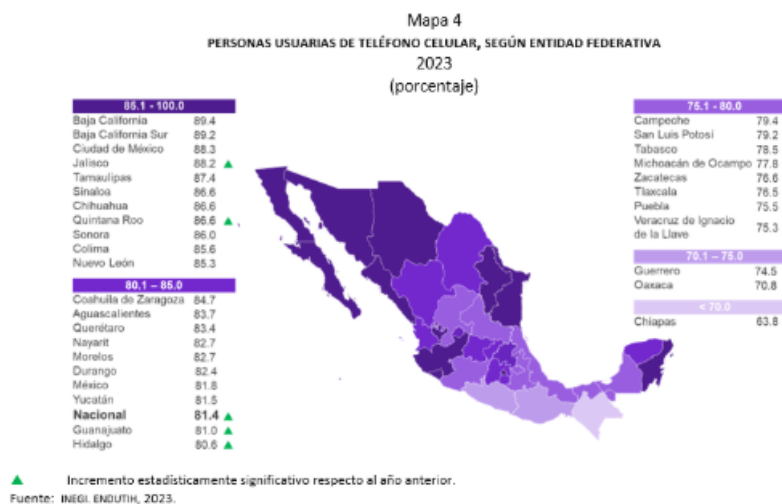 Mapa 4
PERSONAS USUARIAS DE TELÉFONO CELULAR, SEGÚN ENTIDAD FEDERATIVA
2023
(porcentaje)
85.1 - 100.0
Baja California 89.4
Baja California Sur 89.2
Ciudad de México 88.3
Jalisco 88.2 ▲
Tamaulipas 87.4
Sinaloa 86.6
Chihuahua 86.6
Quintana Roo 86.6 ▲
Sonora 86.0
Colima 85.6
Nuevo León 85.3
80.1 – 85.0
Coahuila de Zaragoza 84.7
Aguascalientes 83.7
Querétaro 83.4
Nayarit 82.7
Morelos 82.7
Durango 82.4
México 81.8
Yucatán 81.5
Nacional 81.4 ▲
Guanajuato 81.0 ▲
Hidalgo 80.6 ▲
75.1 - 80.0
Campeche 79.4
San Luis Potosí 79.2
Tabasco 78.5
Michoacán de Ocampo 77.8
Zacatecas 76.6
Tlaxcala 76.5
Puebla 75.5
Veracruz de Ignacio
de la Llave 75.3
70.1 – 75.0
Guerrero 74.5
Oaxaca 70.8
< 70.0
Chiapas 63.8
▲ Incremento estadísticamente significativo respecto al año anterior.
Fuente: INEGI. ENDUTIH, 2023.